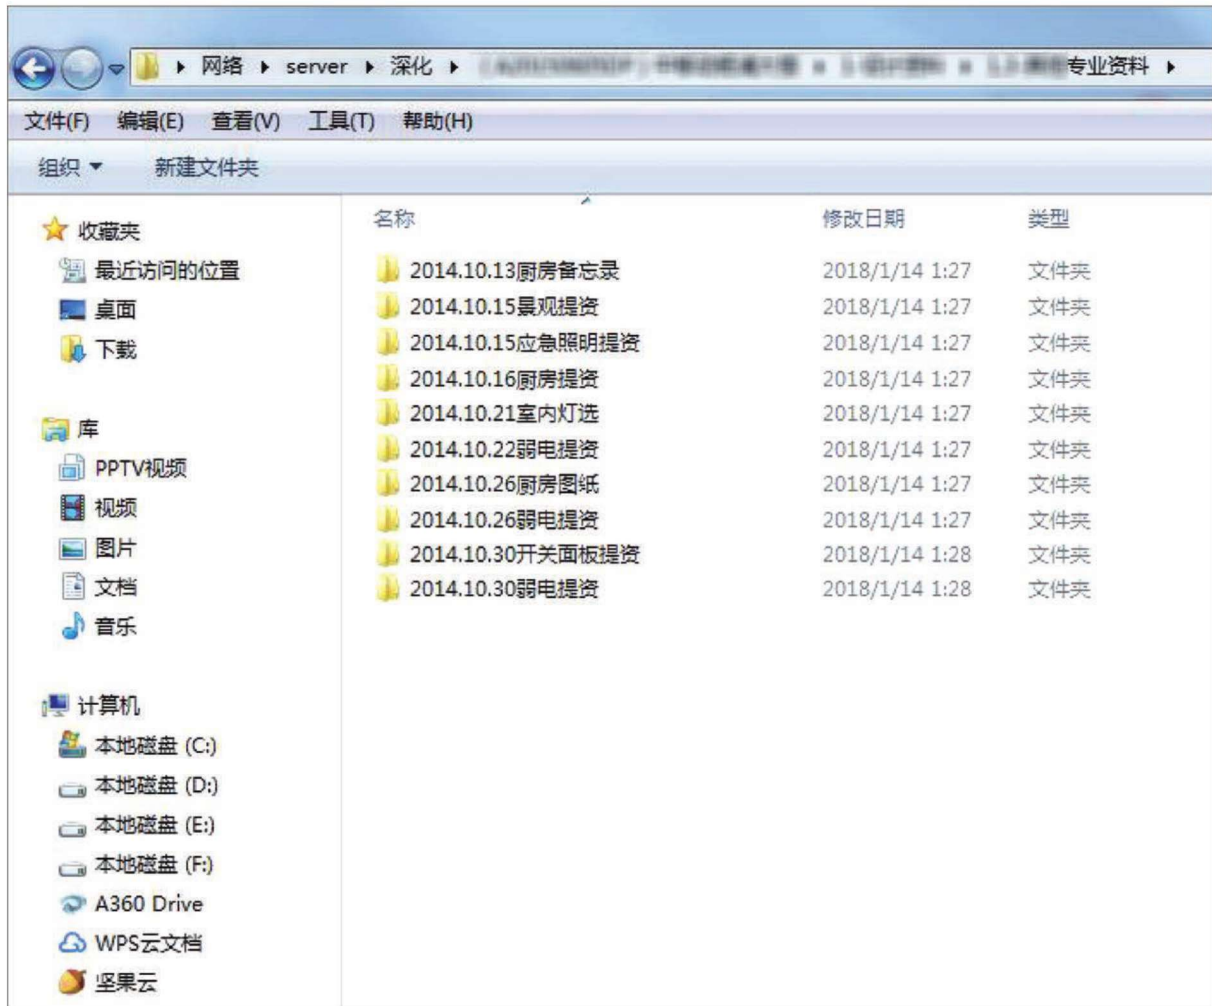 网络 server 深化 专业资料
文件(F) 编辑(E) 查看(V) 工具(T) 帮助(H)
组织 新建文件夹
收藏夹
最近访问的位置
桌面
下载
库
PPTV视频
视频
图片
文档
音乐
计算机
本地磁盘 (C:)
本地磁盘 (D:)
本地磁盘 (E:)
本地磁盘 (F:)
A360 Drive
WPS云文档
坚果云
名称 修改日期 类型
2014.10.13厨房备忘录 2018/1/14 1:27 文件夹
2014.10.15景观提资 2018/1/14 1:27 文件夹
2014.10.15应急照明提资 2018/1/14 1:27 文件夹
2014.10.16厨房提资 2018/1/14 1:27 文件夹
2014.10.21室内灯选 2018/1/14 1:27 文件夹
2014.10.22弱电提资 2018/1/14 1:27 文件夹
2014.10.26厨房图纸 2018/1/14 1:27 文件夹
2014.10.26弱电提资 2018/1/14 1:27 文件夹
2014.10.30开关面板提资 2018/1/14 1:28 文件夹
2014.10.30弱电提资 2018/1/14 1:28 文件夹